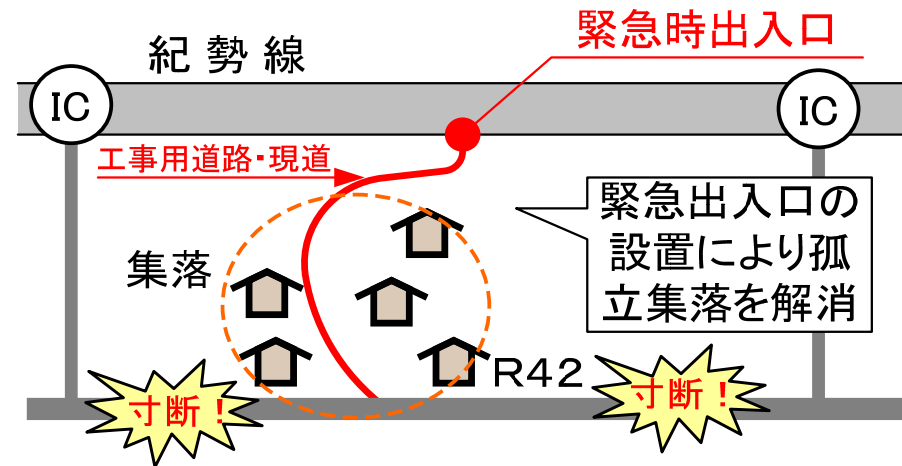 緊急時出入口
紀勢線
IC
IC
工事用道路・現道
緊急出入口の
設置により孤
立集落を解消
集落
R42
寸断！
寸断！